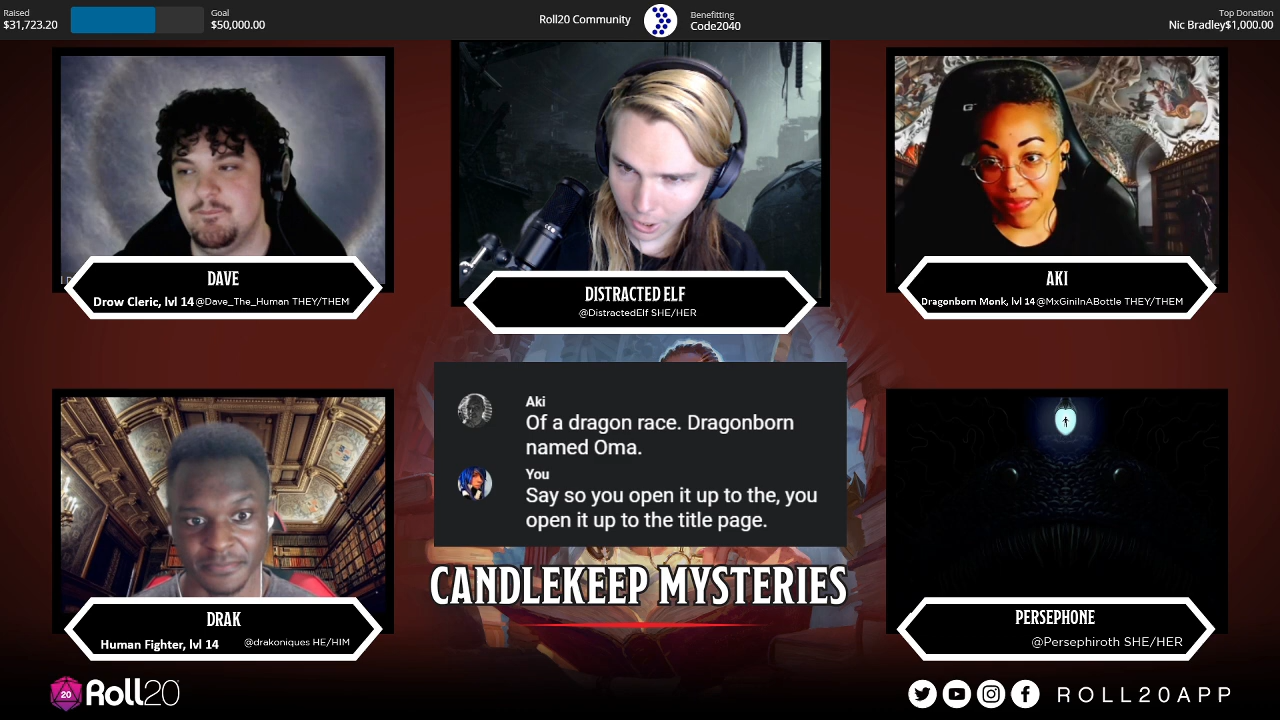 Raised
$31,723.20
Goal
$50,000.00
Roll20 Community
Benefitting
Code2040
Top Donation
Nic Bradley$1,000.00
DAVE
Drow Cleric, lvl 14 @Dave_The_Human THEY/THEM
DISTRACTED ELF
@DistractedElf SHE/HER
AKI
Dragonborn Monk, lvl 14 @MxGiniInABottle THEY/THEM
Aki
Of a dragon race. Dragonborn
named Oma.
You
Say so you open it up to the, you
open it up to the title page.
CANDLEKEEP MYSTERIES
DRAK
Human Fighter, lvl 14 @drakoniques HE/HIM
PERSEPHONE
@Persephiroth SHE/HER
20 Roll20
ROLL20APP